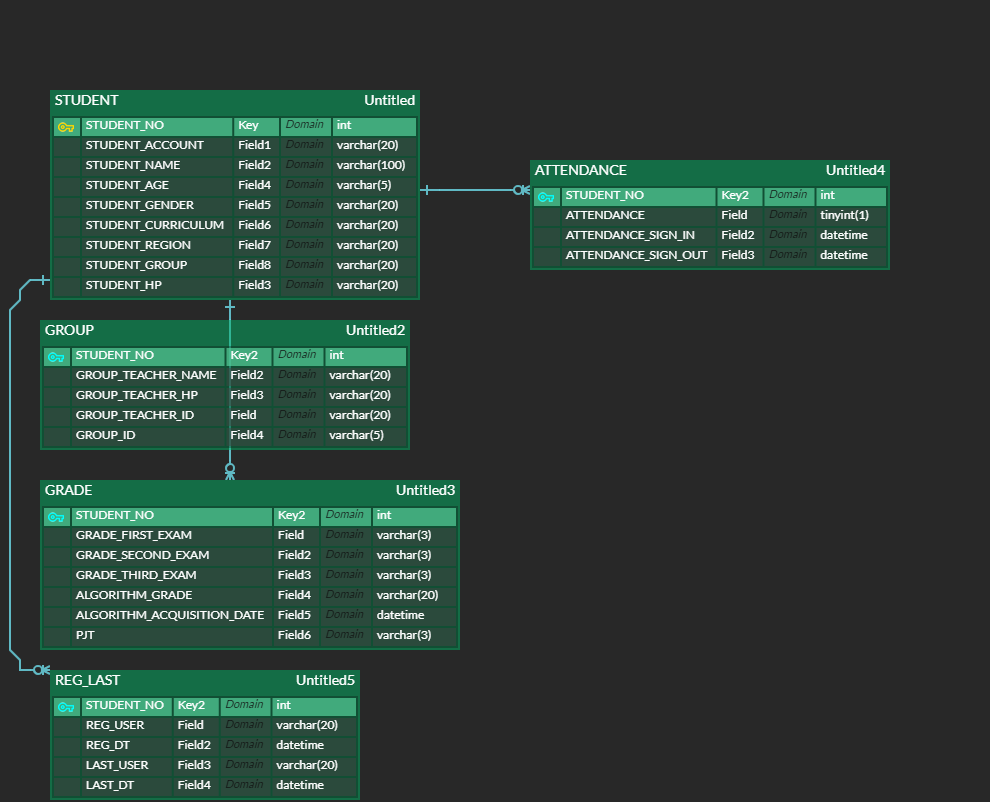 STUDENT Untitled
STUDENT_NO Key Domain int
STUDENT_ACCOUNT Field1 Domain varchar(20)
STUDENT_NAME Field2 Domain varchar(100)
STUDENT_AGE Field4 Domain varchar(5)
STUDENT_GENDER Field5 Domain varchar(20)
STUDENT_CURRICULUM Field6 Domain varchar(20)
STUDENT_REGION Field7 Domain varchar(20)
STUDENT_GROUP Field8 Domain varchar(20)
STUDENT_HP Field3 Domain varchar(20)
ATTENDANCE Untitled4
STUDENT_NO Key2 Domain int
ATTENDANCE Field Domain tinyint(1)
ATTENDANCE_SIGN_IN Field2 Domain datetime
ATTENDANCE_SIGN_OUT Field3 Domain datetime
GROUP Untitled2
STUDENT_NO Key2 Domain int
GROUP_TEACHER_NAME Field2 Domain varchar(20)
GROUP_TEACHER_HP Field3 Domain varchar(20)
GROUP_TEACHER_ID Field Domain varchar(20)
GROUP_ID Field4 Domain varchar(5)
GRADE Untitled3
STUDENT_NO Key2 Domain int
GRADE_FIRST_EXAM Field Domain varchar(3)
GRADE_SECOND_EXAM Field2 Domain varchar(3)
GRADE_THIRD_EXAM Field3 Domain varchar(3)
ALGORITHM_GRADE Field4 Domain varchar(20)
ALGORITHM_ACQUISITION_DATE Field5 Domain datetime
PJT Field6 Domain varchar(3)
REG_LAST Untitled5
STUDENT_NO Key2 Domain int
REG_USER Field Domain varchar(20)
REG_DT Field2 Domain datetime
LAST_USER Field3 Domain varchar(20)
LAST_DT Field4 Domain datetime